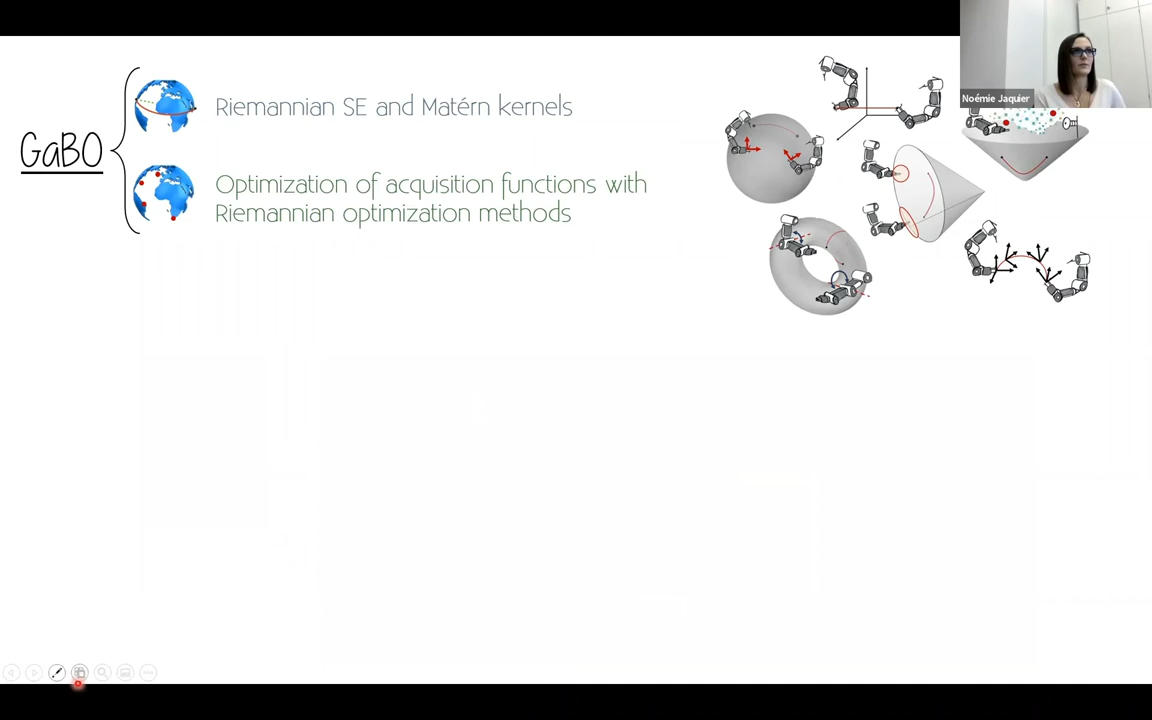 GaBO
Riemannian SE and Matérn kernels
Optimization of acquisition functions with
Riemannian optimization methods
Noémie Jaquier